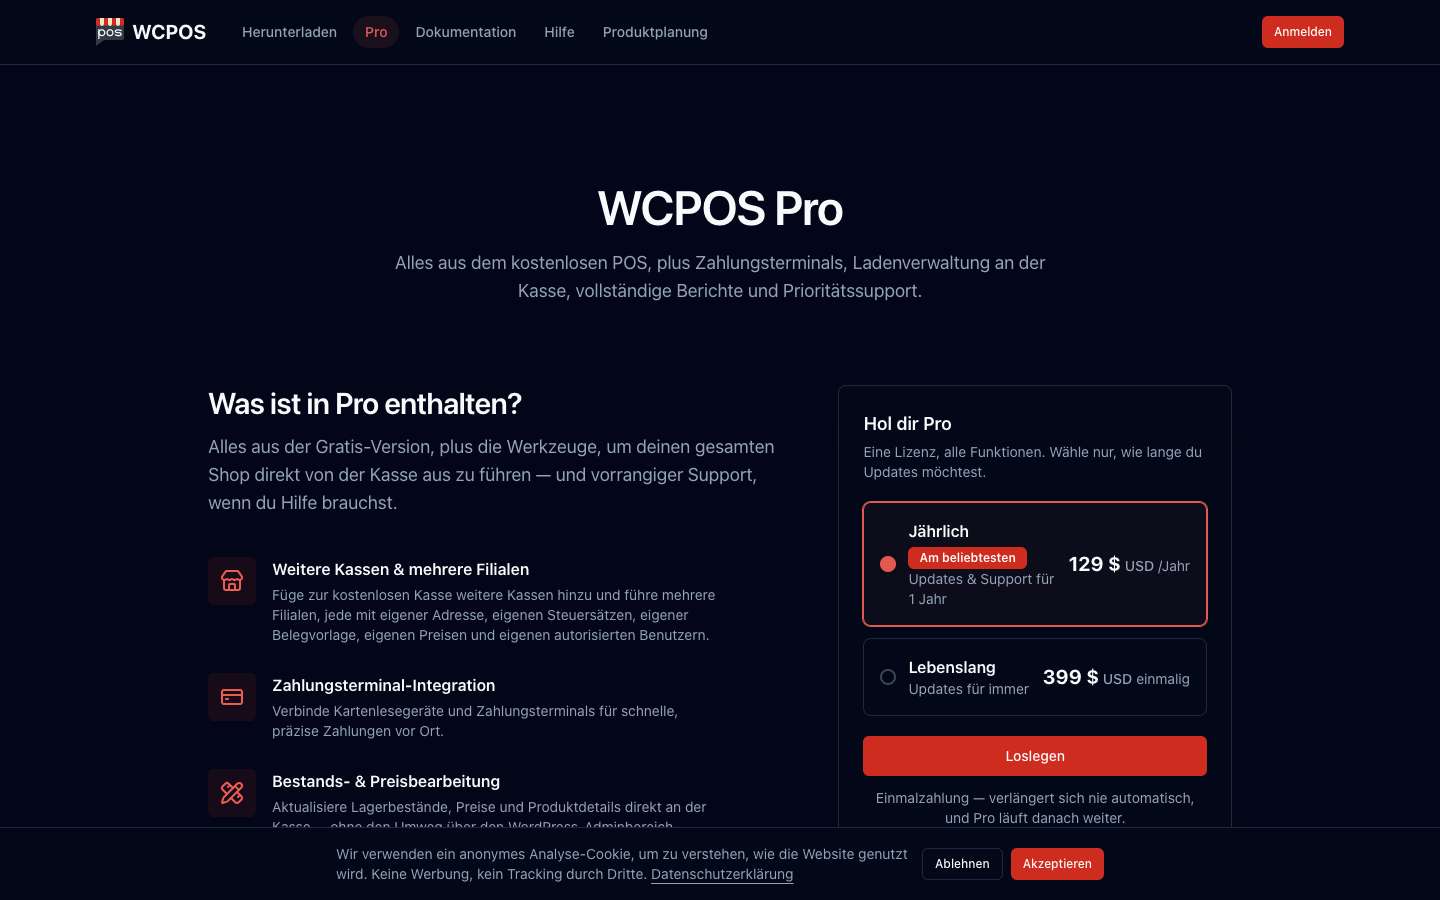 pos WCPOS Herunterladen Pro Dokumentation Hilfe Produktplanung Anmelden
WCPOS Pro
Alles aus dem kostenlosen POS, plus Zahlungsterminals, Ladenverwaltung an der
Kasse, vollständige Berichte und Prioritätssupport.
Was ist in Pro enthalten?
Alles aus der Gratis-Version, plus die Werkzeuge, um deinen gesamten
Shop direkt von der Kasse aus zu führen — und vorrangiger Support,
wenn du Hilfe brauchst.
Weitere Kassen & mehrere Filialen
Füge zur kostenlosen Kasse weitere Kassen hinzu und führe mehrere
Filialen, jede mit eigener Adresse, eigenen Steuersätzen, eigener
Belegvorlage, eigenen Preisen und eigenen autorisierten Benutzern.
Zahlungsterminal-Integration
Verbinde Kartenlesegeräte und Zahlungsterminals für schnelle,
präzise Zahlungen vor Ort.
Bestands- & Preisbearbeitung
Aktualisiere Lagerbestände, Preise und Produktdetails direkt an der
Kasse — ohne den Umweg über den WordPress-Adminbereich.
Hol dir Pro
Eine Lizenz, alle Funktionen. Wähle nur, wie lange du
Updates möchtest.
Jährlich
Am beliebtesten
Updates & Support für
1 Jahr
129 $ USD /Jahr
Lebenslang
Updates für immer
399 $ USD einmalig
Loslegen
Einmalzahlung — verlängert sich nie automatisch,
und Pro läuft danach weiter.
Wir verwenden ein anonymes Analyse-Cookie, um zu verstehen, wie die Website genutzt
wird. Keine Werbung, kein Tracking durch Dritte. Datenschutzerklärung
Ablehnen Akzeptieren